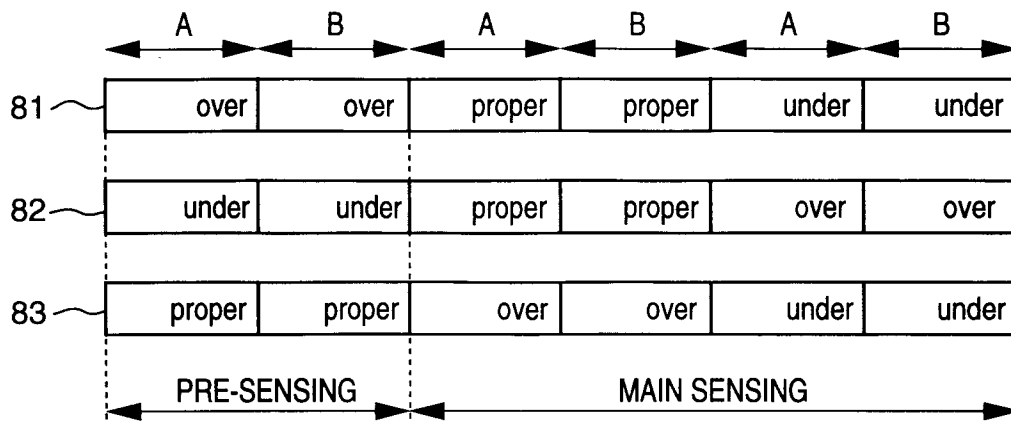 A B A B A B
81 over over proper proper under under
82 under under proper proper over over
83 proper proper over over under under
PRE-SENSING MAIN SENSING